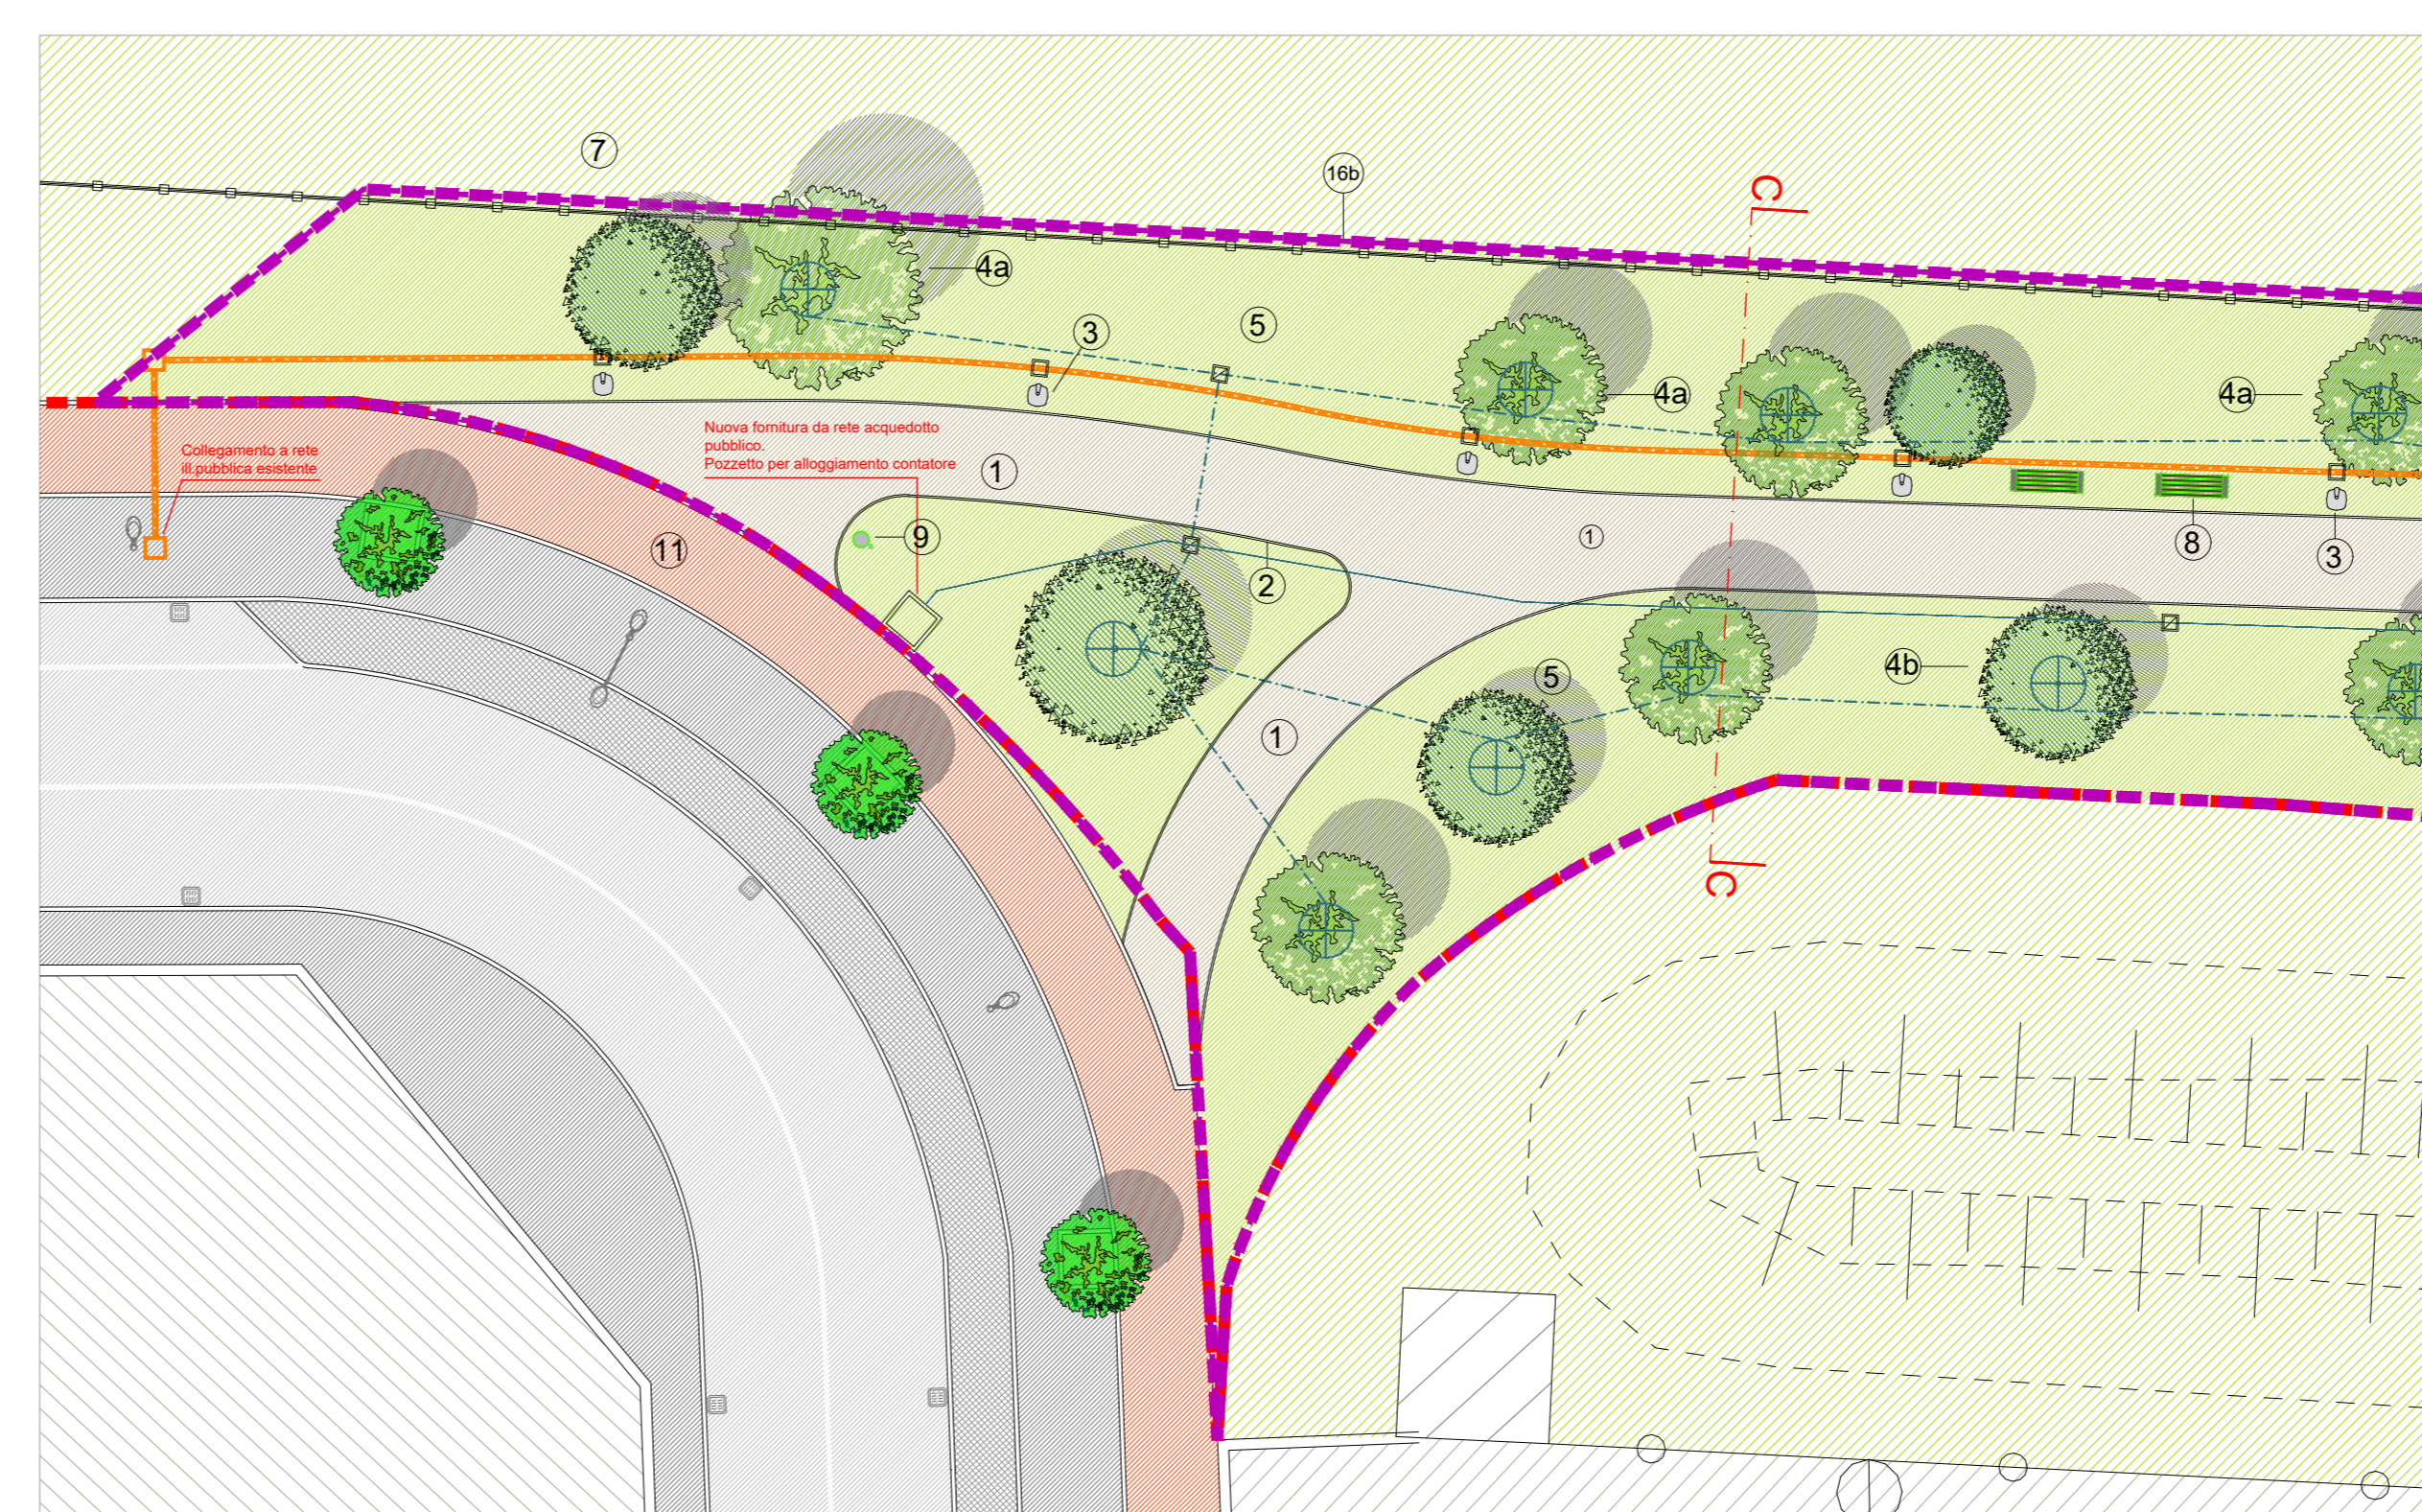 7
16b
C
4a
3
5
4a
4a
Nuova fornitura da rete acquedotto
pubblico.
Pozzetto per alloggiamento contatore
Collegamento a rete
ill.pubblica esistente
1
9
11
1
8
3
2
5
4b
1
C